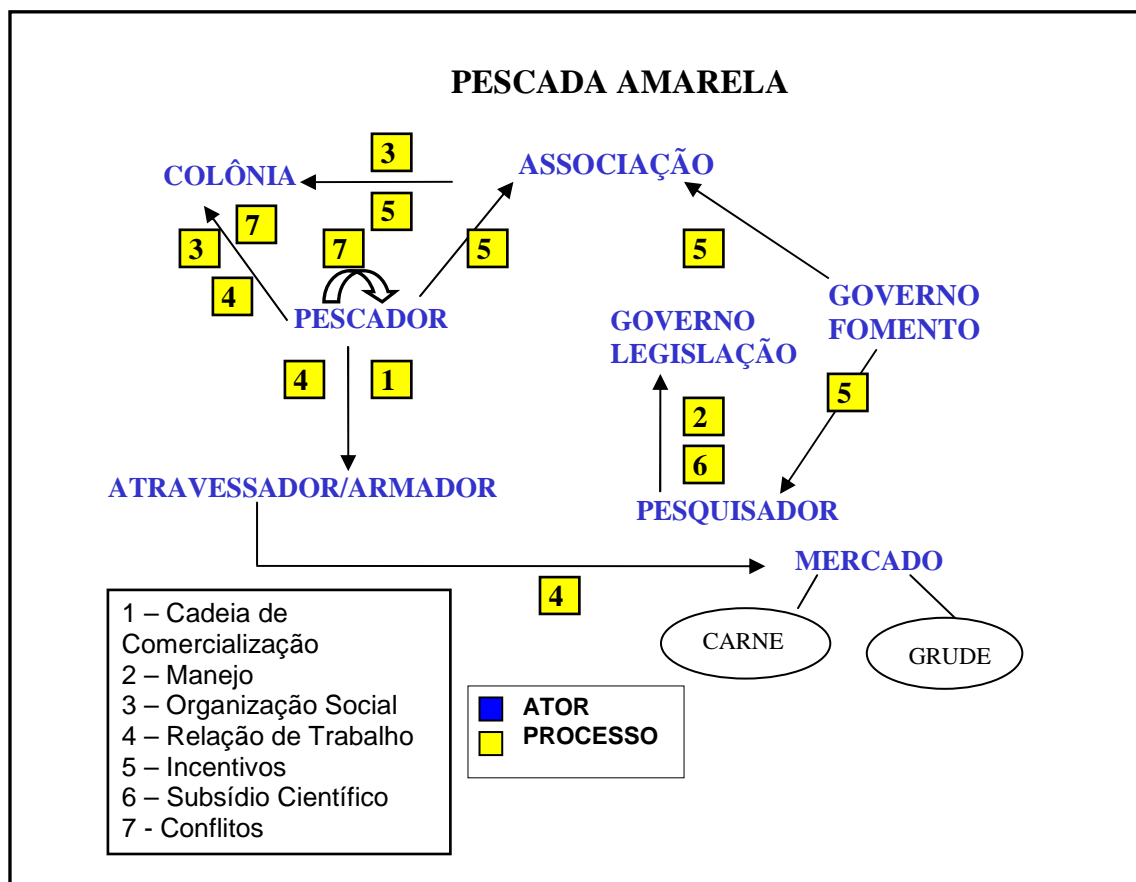 PESCADA AMARELA
3
ASSOCIAÇÃO
COLÔNIA
5
7
3
7
5
5
4
PESCADOR
GOVERNO
LEGISLAÇÃO
GOVERNO
FOMENTO
4
1
5
2
6
ATRAVESSADOR/ARMADOR
PESQUISADOR
MERCADO
4
CARNE
GRUDE
1 – Cadeia de
Comercialização
2 – Manejo
3 – Organização Social
4 – Relação de Trabalho
5 – Incentivos
6 – Subsídio Científico
7 - Conflitos
ATOR
PROCESSO